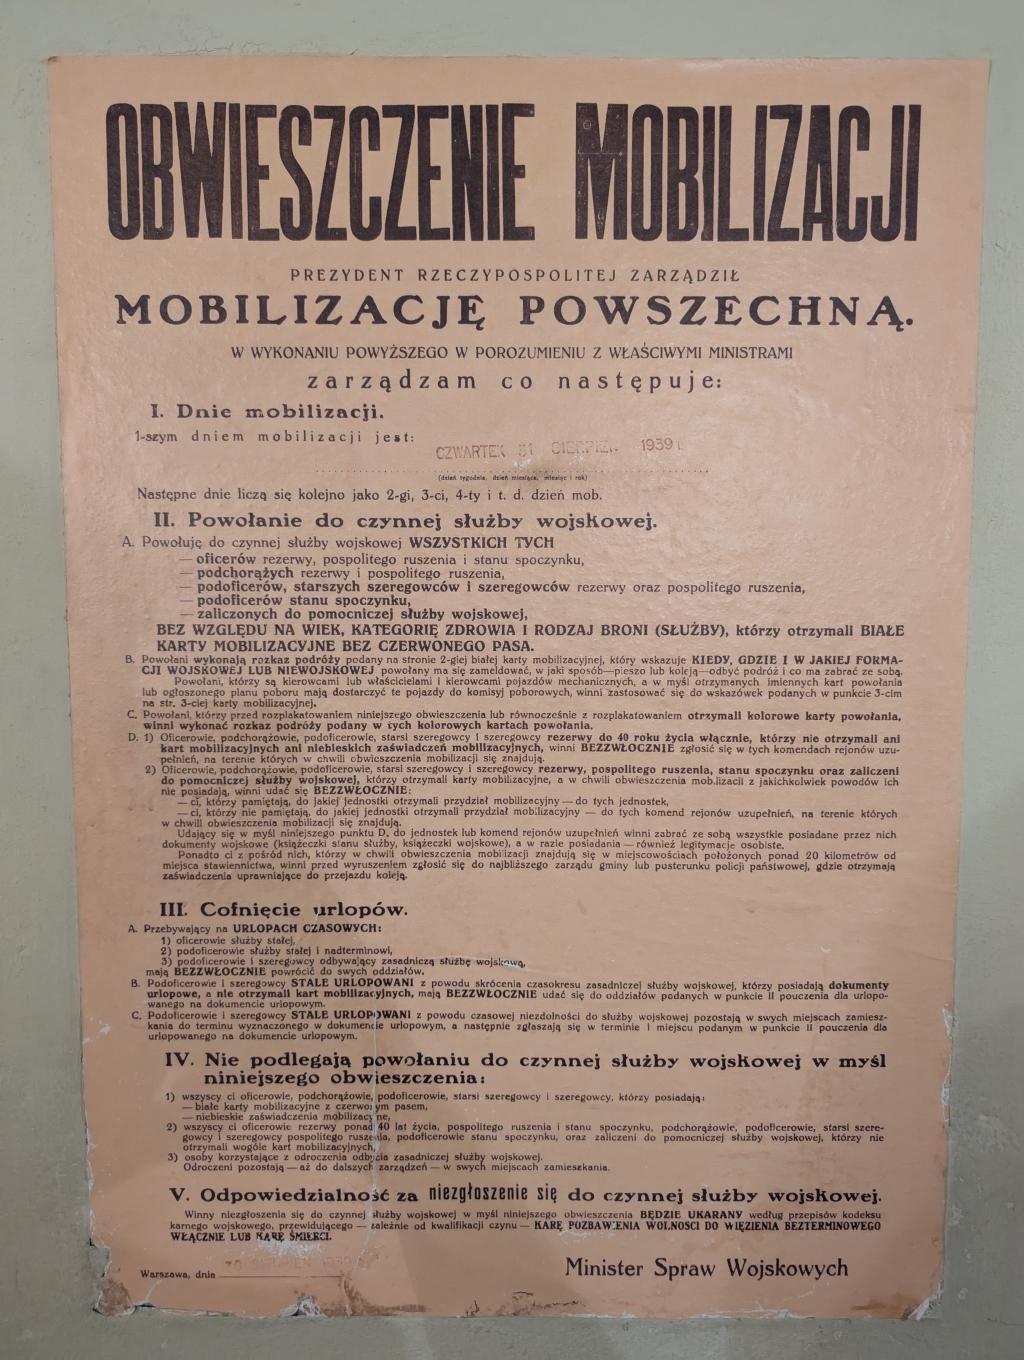 OBWIESZCZENIE MOBILIZACJI
PREZYDENT RZECZYPOSPOLITEJ ZARZĄDZIŁ
MOBILIZACJĘ POWSZECHNĄ.
W WYKONANIU POWYŻSZEGO W POROZUMIENIU Z WŁAŚCIWYMI MINISTRAMI
zarządzam co następuje:
I. Dnie mobilizacji.
1-szym dniem mobilizacji jest:
CZWARTEK 31 SIERPIEŃ 1939 r.
(dzień tygodnia, dzień miesiąca, miesiąc i rok)
Następne dnie liczą się kolejno jako 2-gi, 3-ci, 4-ty i t. d. dzień mob.
II. Powołanie do czynnej służby wojskowej.
A. Powołuję do czynnej służby wojskowej WSZYSTKICH TYCH
— oficerów rezerwy, pospolitego ruszenia i stanu spoczynku,
— podchorążych rezerwy i pospolitego ruszenia,
— podoficerów, starszych szeregowców i szeregowców rezerwy oraz pospolitego ruszenia,
— podoficerów stanu spoczynku,
— zaliczonych do pomocniczej służby wojskowej,
BEZ WZGLĘDU NA WIEK, KATEGORIĘ ZDROWIA I RODZAJ BRONI (SŁUŻBY), którzy otrzymali BIAŁE
KARTY MOBILIZACYJNE BEZ CZERWONEGO PASA.
B. Powołani wykonają rozkaz podróży podany na stronie 2-giej białej karty mobilizacyjnej, który wskazuje KIEDY, GDZIE I W JAKIEJ FORMA-
CJI WOJSKOWEJ LUB NIEWOJSKOWEJ powołany ma się zameldować, w jaki sposób—pieszo lub koleją—odbyć podróż i co ma zabrać ze sobą.
Powołani, którzy są kierowcami lub właścicielami i kierowcami pojazdów mechanicznych, a w myśl otrzymanych imiennych kart powołania
lub ogłoszonego planu poboru mają dostarczyć te pojazdy do komisyj poborowych, winni zastosować się do wskazówek podanych w punkcie 3-cim
na str. 3-ciej karty mobilizacyjnej.
C. Powołani, którzy przed rozplakatowaniem niniejszego obwieszczenia lub równocześnie z rozplakatowaniem otrzymali kolorowe karty powołania,
winni wykonać rozkaz podróży podany w tych kolorowych kartach powołania.
D. 1) Oficerowie, podchorążowie, podoficerowie, starsi szeregowcy i szeregowcy rezerwy do 40 roku życia włącznie, którzy nie otrzymali ani
kart mobilizacyjnych ani niebieskich zaświadczeń mobilizacyjnych, winni BEZZWŁOCZNIE zgłosić się w tych komendach rejonów uzu-
pełnień, na terenie których w chwili obwieszczenia mobilizacji się znajdują.
2) Oficerowie, podchorążowie, podoficerowie, starsi szeregowcy i szeregowcy rezerwy, pospolitego ruszenia, stanu spoczynku oraz zaliczeni
do pomocniczej służby wojskowej, którzy otrzymali karty mobilizacyjne, a w chwili obwieszczenia mobilizacji z jakichkolwiek powodów ich
nie posiadają, winni udać się BEZZWŁOCZNIE:
— ci, którzy pamiętają, do jakiej jednostki otrzymali przydział mobilizacyjny — do tych jednostek,
— ci, którzy nie pamiętają, do jakiej jednostki otrzymali przydział mobilizacyjny — do tych komend rejonów uzupełnień, na terenie których
w chwili obwieszczenia mobilizacji się znajdują.
Udający się w myśl niniejszego punktu D. do jednostek lub komend rejonów uzupełnień winni zabrać ze sobą wszystkie posiadane przez nich
dokumenty wojskowe (książeczki stanu służby, książeczki wojskowe), a w razie posiadania — również legitymacje osobiste.
Ponadto ci z pośród nich, którzy w chwili obwieszczenia mobilizacji znajdują się w miejscowościach położonych ponad 20 kilometrów od
miejsca stawiennictwa, winni przed wyruszeniem zgłosić się do najbliższego zarządu gminy lub posterunku policji państwowej, gdzie otrzymają
zaświadczenia uprawniające do przejazdu koleją.
III. Cofnięcie urlopów.
A. Przebywający na URLOPACH CZASOWYCH:
1) oficerowie służby stałej,
2) podoficerowie służby stałej i nadterminowi,
3) podoficerowie i szeregowcy odbywający zasadniczą służbę wojskową,
mają BEZZWŁOCZNIE powrócić do swych oddziałów.
B. Podoficerowie i szeregowcy STALE URLOPOWANI z powodu skrócenia czasokresu zasadniczej służby wojskowej, którzy posiadają dokumenty
urlopowe, a nie otrzymali kart mobilizacyjnych, mają BEZZWŁOCZNIE udać się do oddziałów podanych w punkcie II pouczenia dla urlopo-
wanego na dokumencie urlopowym.
C. Podoficerowie i szeregowcy STALE URLOPOWANI z powodu czasowej niezdolności do służby wojskowej pozostają w swych miejscach zamiesz-
kania do terminu wyznaczonego w dokumencie urlopowym, a następnie zgłaszają się w terminie i miejscu podanym w punkcie II pouczenia dla
urlopowanego na dokumencie urlopowym.
IV. Nie podlegają powołaniu do czynnej służby wojskowej w myśl
niniejszego obwieszczenia:
1) wszyscy ci oficerowie, podchorążowie, podoficerowie, starsi szeregowcy i szeregowcy, którzy posiadają:
— białe karty mobilizacyjne z czerwonym pasem,
— niebieskie zaświadczenia mobilizacyjne,
2) wszyscy ci oficerowie rezerwy ponad 40 lat życia, pospolitego ruszenia i stanu spoczynku, podchorążowie, podoficerowie, starsi szere-
gowcy i szeregowcy pospolitego ruszenia, podoficerowie stanu spoczynku, oraz zaliczeni do pomocniczej służby wojskowej, którzy nie
otrzymali wogóle kart mobilizacyjnych,
3) osoby korzystające z odroczenia odbycia zasadniczej służby wojskowej.
Odroczeni pozostają — aż do dalszych zarządzeń — w swych miejscach zamieszkania.
V. Odpowiedzialność za niezgłoszenie się do czynnej służby wojskowej.
Winny niezgłoszenia się do czynnej służby wojskowej w myśl niniejszego obwieszczenia BĘDZIE UKARANY według przepisów kodeksu
karnego wojskowego, przewidującego — zależnie od kwalifikacji czynu — KARĘ POZBAWIENIA WOLNOŚCI DO WIĘZIENIA BEZTERMINOWEGO
WŁĄCZNIE LUB KARĘ ŚMIERCI.
Warszawa, dnia
Minister Spraw Wojskowych